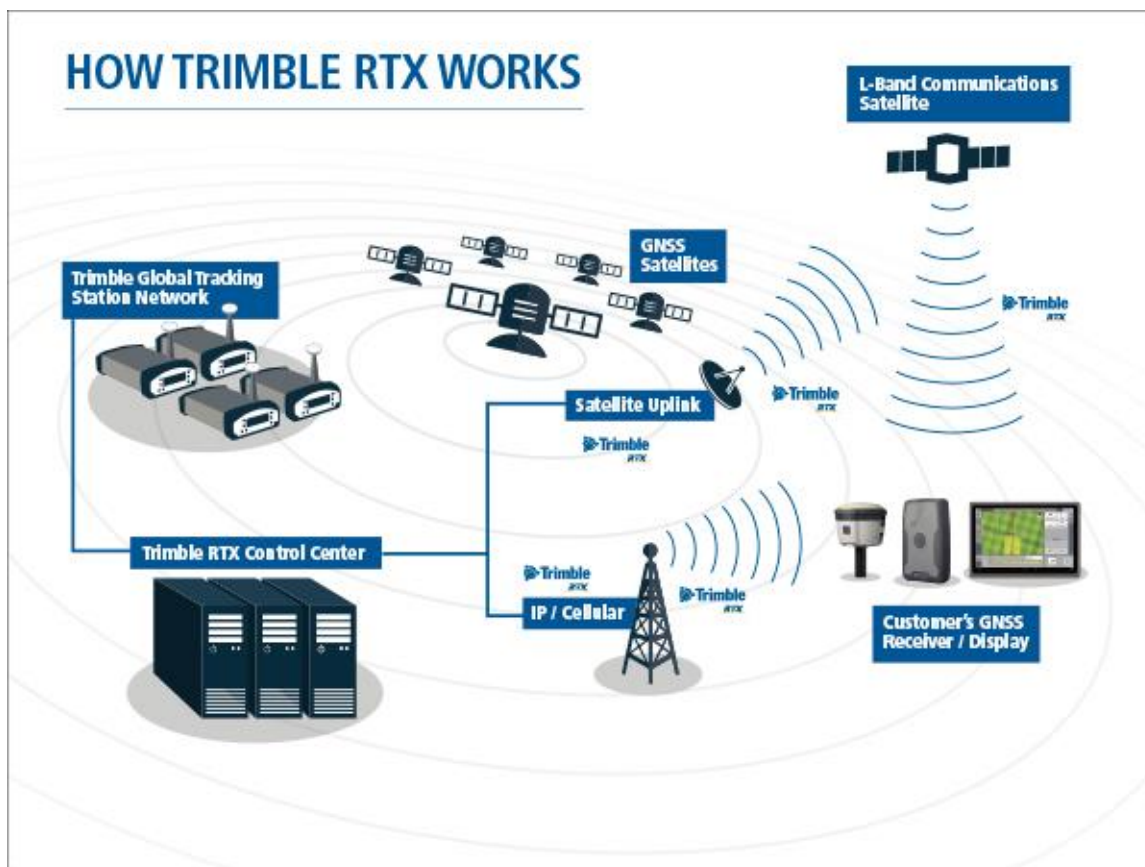 HOW TRIMBLE RTX WORKS
L-Band Communications
Satellite
GNSS
Satellites
Trimble Global Tracking
Station Network
Trimble
RTX
Satellite Uplink
Trimble
RTX
Trimble
RTX
Trimble RTX Control Center
Trimble
RTX
IP / Cellular
Trimble
RTX
Customer's GNSS
Receiver / Display